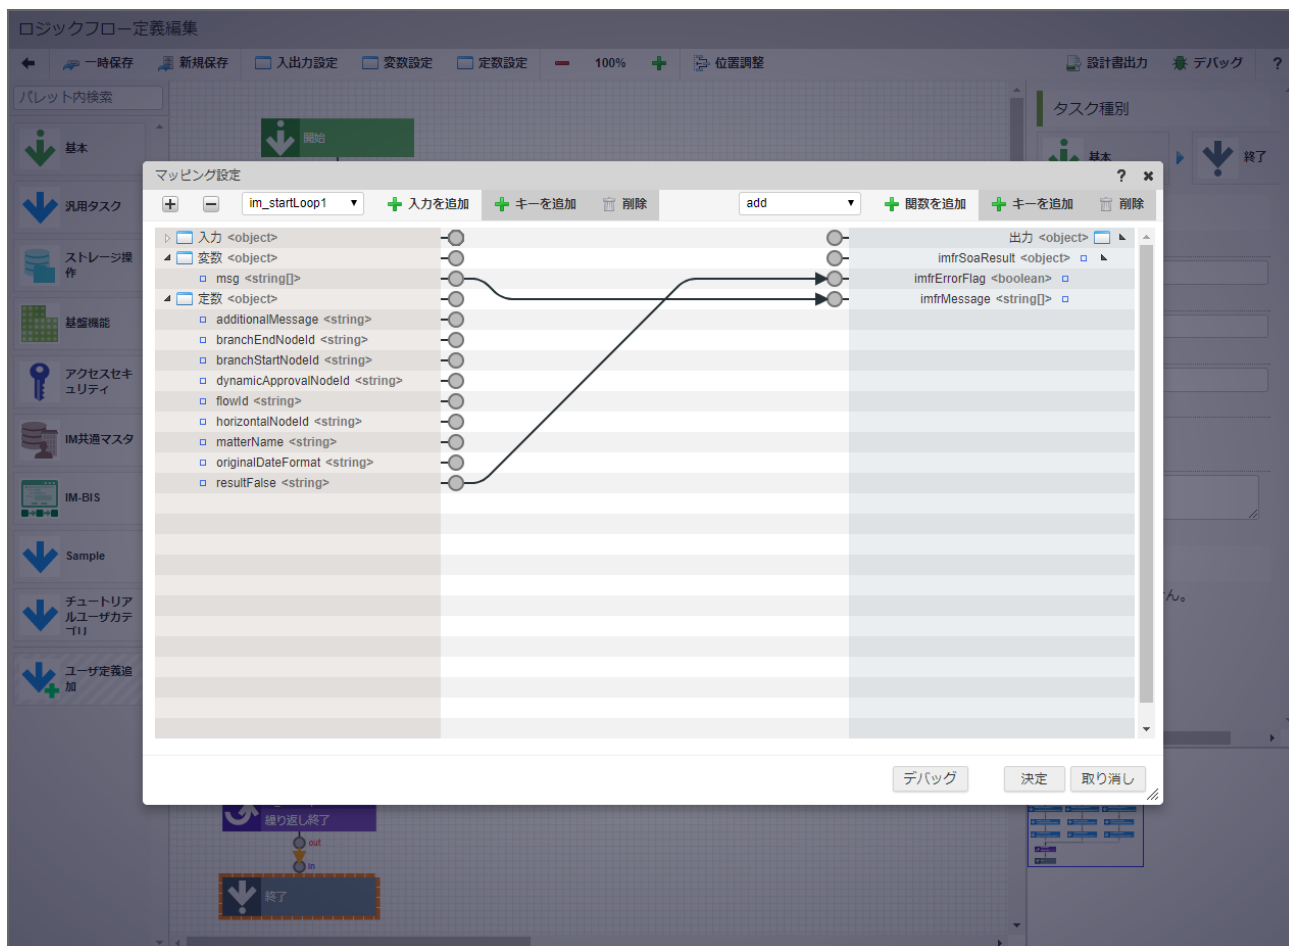 ロジックフロー定義編集
一時保存 新規保存 入出力設定 変数設定 定数設定 100% 位置調整 設計書出力 デバッグ ?
パレット内検索
基本
汎用タスク
ストレージ操作
基盤機能
アクセスセキュリティ
IM共通マスタ
IM-BIS
Sample
チュートリアルユーザカテゴリ
ユーザ定義追加
開始
タスク種別
基本 終了
マッピング設定 ?
im_startLoop1 入力を追加 キーを追加 削除 add 関数を追加 キーを追加 削除
入力 <object>
変数 <object>
msg <string[]>
定数 <object>
additionalMessage <string>
branchEndNodeId <string>
branchStartNodeId <string>
dynamicApprovalNodeId <string>
flowId <string>
horizontalNodeId <string>
matterName <string>
originalDateFormat <string>
resultFalse <string>
出力 <object>
imfrSoaResult <object>
imfrErrorFlag <boolean>
imfrMessage <string[]>
ん。
デバッグ 決定 取り消し
繰り返し終了
out
in
終了